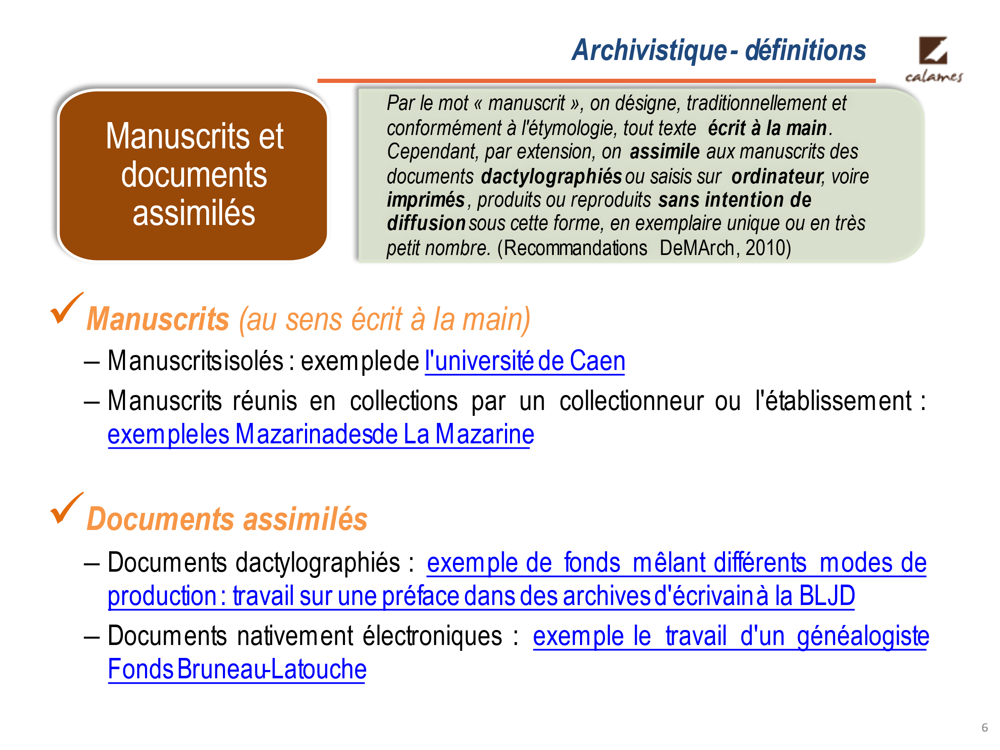 Archivistique - définitions
calames
Manuscrits et
documents
assimilés
Par le mot « manuscrit », on désigne, traditionnellement et
conformément à l'étymologie, tout texte écrit à la main.
Cependant, par extension, on assimile aux manuscrits des
documents dactylographiés ou saisis sur ordinateur, voire
imprimés, produits ou reproduits sans intention de
diffusion sous cette forme, en exemplaire unique ou en très
petit nombre. (Recommandations DeMArch, 2010)
✓ Manuscrits (au sens écrit à la main)
– Manuscrits isolés : exemple de l'université de Caen
– Manuscrits réunis en collections par un collectionneur ou l'établissement :
exemple les Mazarinades de La Mazarine
✓ Documents assimilés
– Documents dactylographiés : exemple de fonds mêlant différents modes de
production : travail sur une préface dans des archives d'écrivain à la BLJD
– Documents nativement électroniques : exemple le travail d'un généalogiste
Fonds Bruneau-Latouche
6